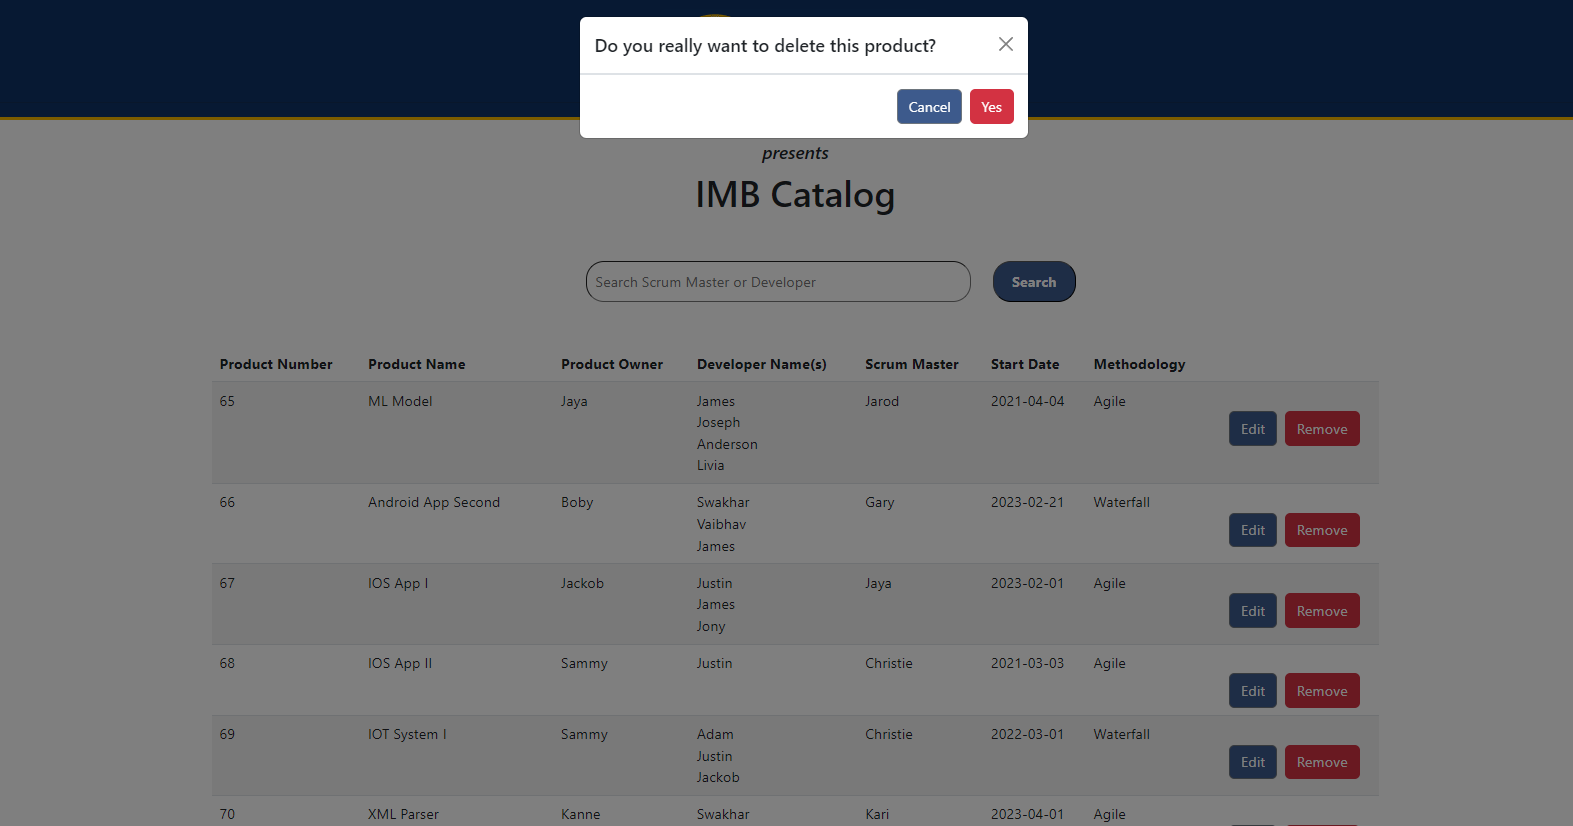 Do you really want to delete this product?
Cancel Yes
presents
IMB Catalog
Search Scrum Master or Developer Search
Product Number Product Name Product Owner Developer Name(s) Scrum Master Start Date Methodology
65 ML Model Jaya James Jarod 2021-04-04 Agile
Joseph
Edit Remove
Anderson
Livia
66 Android App Second Boby Swakhar Gary 2023-02-21 Waterfall
Vaibhav
Edit Remove
James
67 IOS App I Jackob Justin Jaya 2023-02-01 Agile
James
Edit Remove
Jony
68 IOS App II Sammy Justin Christie 2021-03-03 Agile
Edit Remove
69 IOT System I Sammy Adam Christie 2022-03-01 Waterfall
Justin
Edit Remove
Jackob
70 XML Parser Kanne Swakhar Kari 2023-04-01 Agile